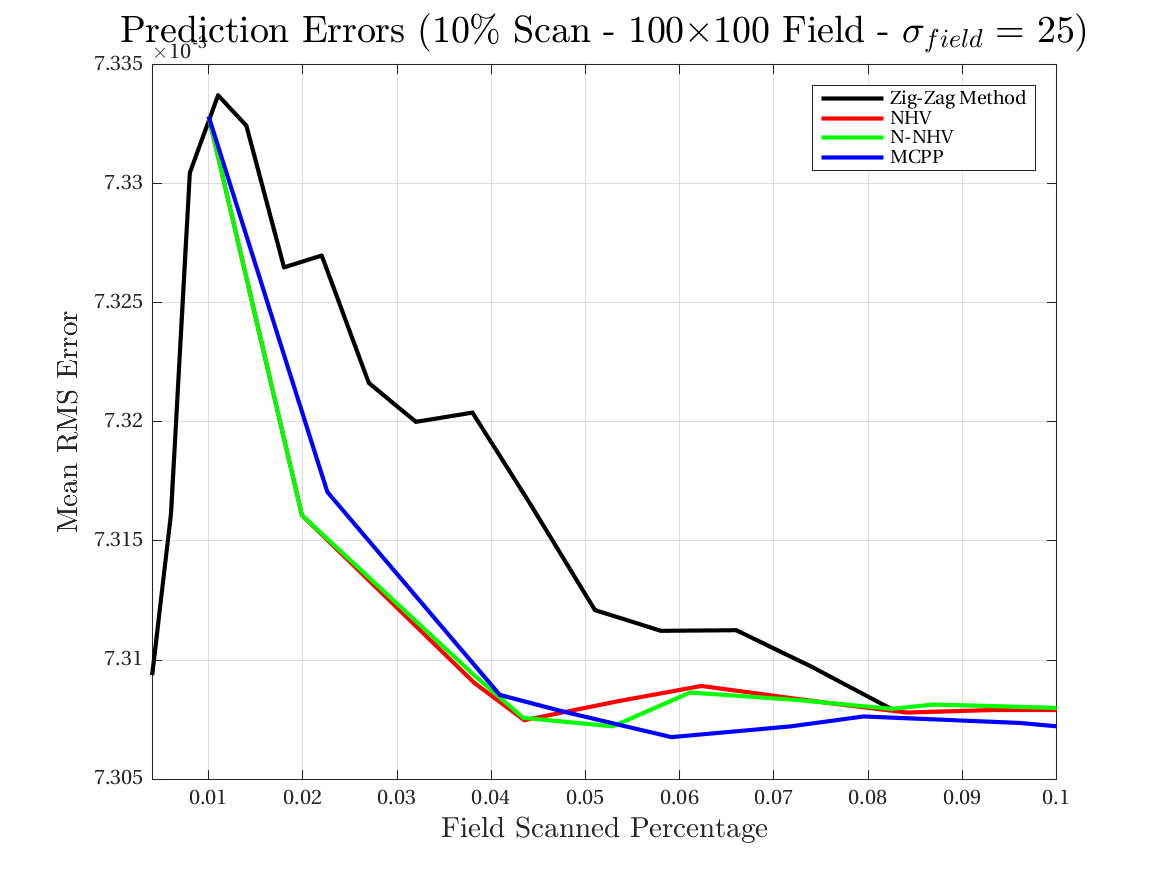 Prediction Errors (10% Scan - 100×100 Field - σ_field = 25)
×10⁻³
7.335
7.33
7.325
7.32
7.315
7.31
7.305
Mean RMS Error
Zig-Zag Method
NHV
N-NHV
MCPP
0.01 0.02 0.03 0.04 0.05 0.06 0.07 0.08 0.09 0.1
Field Scanned Percentage